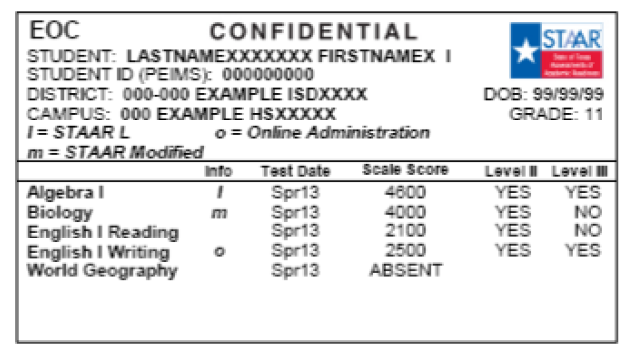 EOC CONFIDENTIAL
STAAR
State of Texas
Assessments of
Academic Readiness
STUDENT: LASTNAMEXXXXXXX FIRSTNAMEX I
STUDENT ID (PEIMS): 000000000
DISTRICT: 000-000 EXAMPLE ISDXXXX DOB: 99/99/99
CAMPUS: 000 EXAMPLE HSXXXXX GRADE: 11
l = STAAR L o = Online Administration
m = STAAR Modified
Info Test Date Scale Score Level II Level III
Algebra I l Spr13 4600 YES YES
Biology m Spr13 4000 YES NO
English I Reading Spr13 2100 YES NO
English I Writing o Spr13 2500 YES YES
World Geography Spr13 ABSENT